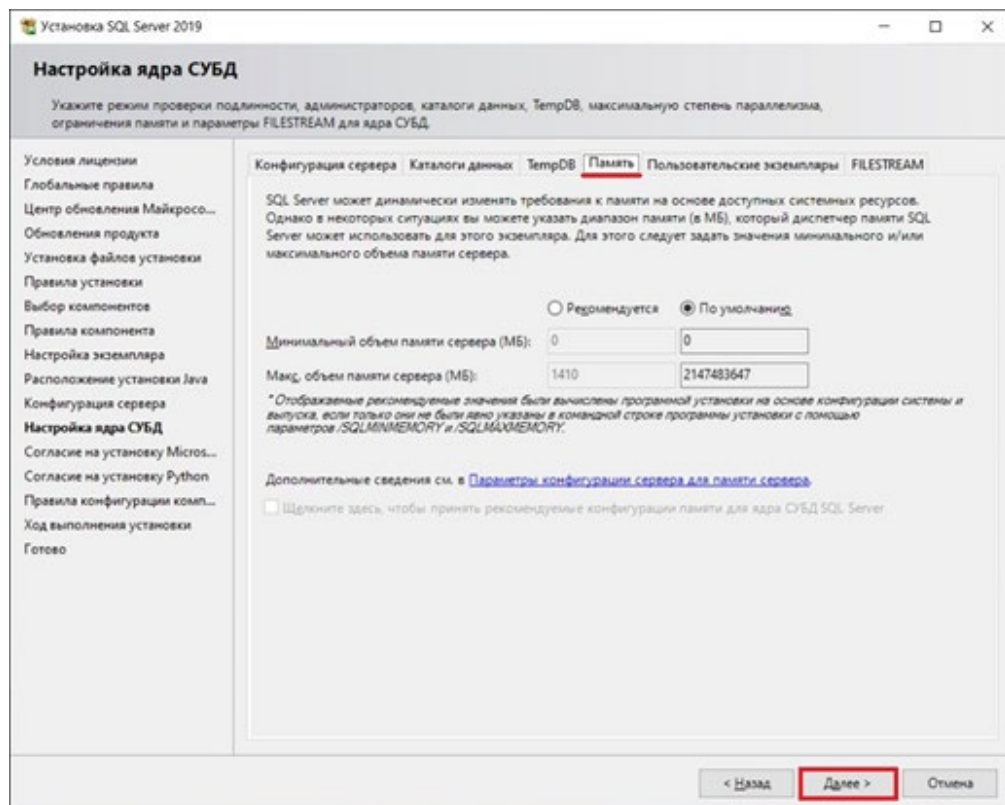 Установка SQL Server 2019
Настройка ядра СУБД
Укажите режим проверки подлинности, администраторов, каталоги данных, TempDB, максимальную степень параллелизма,
ограничения памяти и параметры FILESTREAM для ядра СУБД.
Условия лицензии
Глобальные правила
Центр обновления Майкросо...
Обновления продукта
Установка файлов установки
Правила установки
Выбор компонентов
Правила компонента
Настройка экземпляра
Расположение установки Java
Конфигурация сервера
Настройка ядра СУБД
Согласие на установку Micros...
Согласие на установку Python
Правила конфигурации комп...
Ход выполнения установки
Готово
Конфигурация сервера Каталоги данных TempDB Память Пользовательские экземпляры FILESTREAM
SQL Server может динамически изменять требования к памяти на основе доступных системных ресурсов.
Однако в некоторых ситуациях вы можете указать диапазон памяти (в МБ), который диспетчер памяти SQL
Server может использовать для этого экземпляра. Для этого следует задать значения минимального и/или
максимального объема памяти сервера.
Рекомендуется По умолчанию
Минимальный объем памяти сервера (МБ): 0 0
Макс. объем памяти сервера (МБ): 1410 2147483647
* Отображаемые рекомендуемые значения были вычислены программой установки на основе конфигурации системы и
выпуска, если только они не были явно указаны в командной строке программы установки с помощью
параметров /SQLMINMEMORY и /SQLMAXMEMORY.
Дополнительные сведения см. в Параметры конфигурации сервера для памяти сервера.
Щелкните здесь, чтобы принять рекомендуемые конфигурации памяти для ядра СУБД SQL Server
< Назад Далее > Отмена